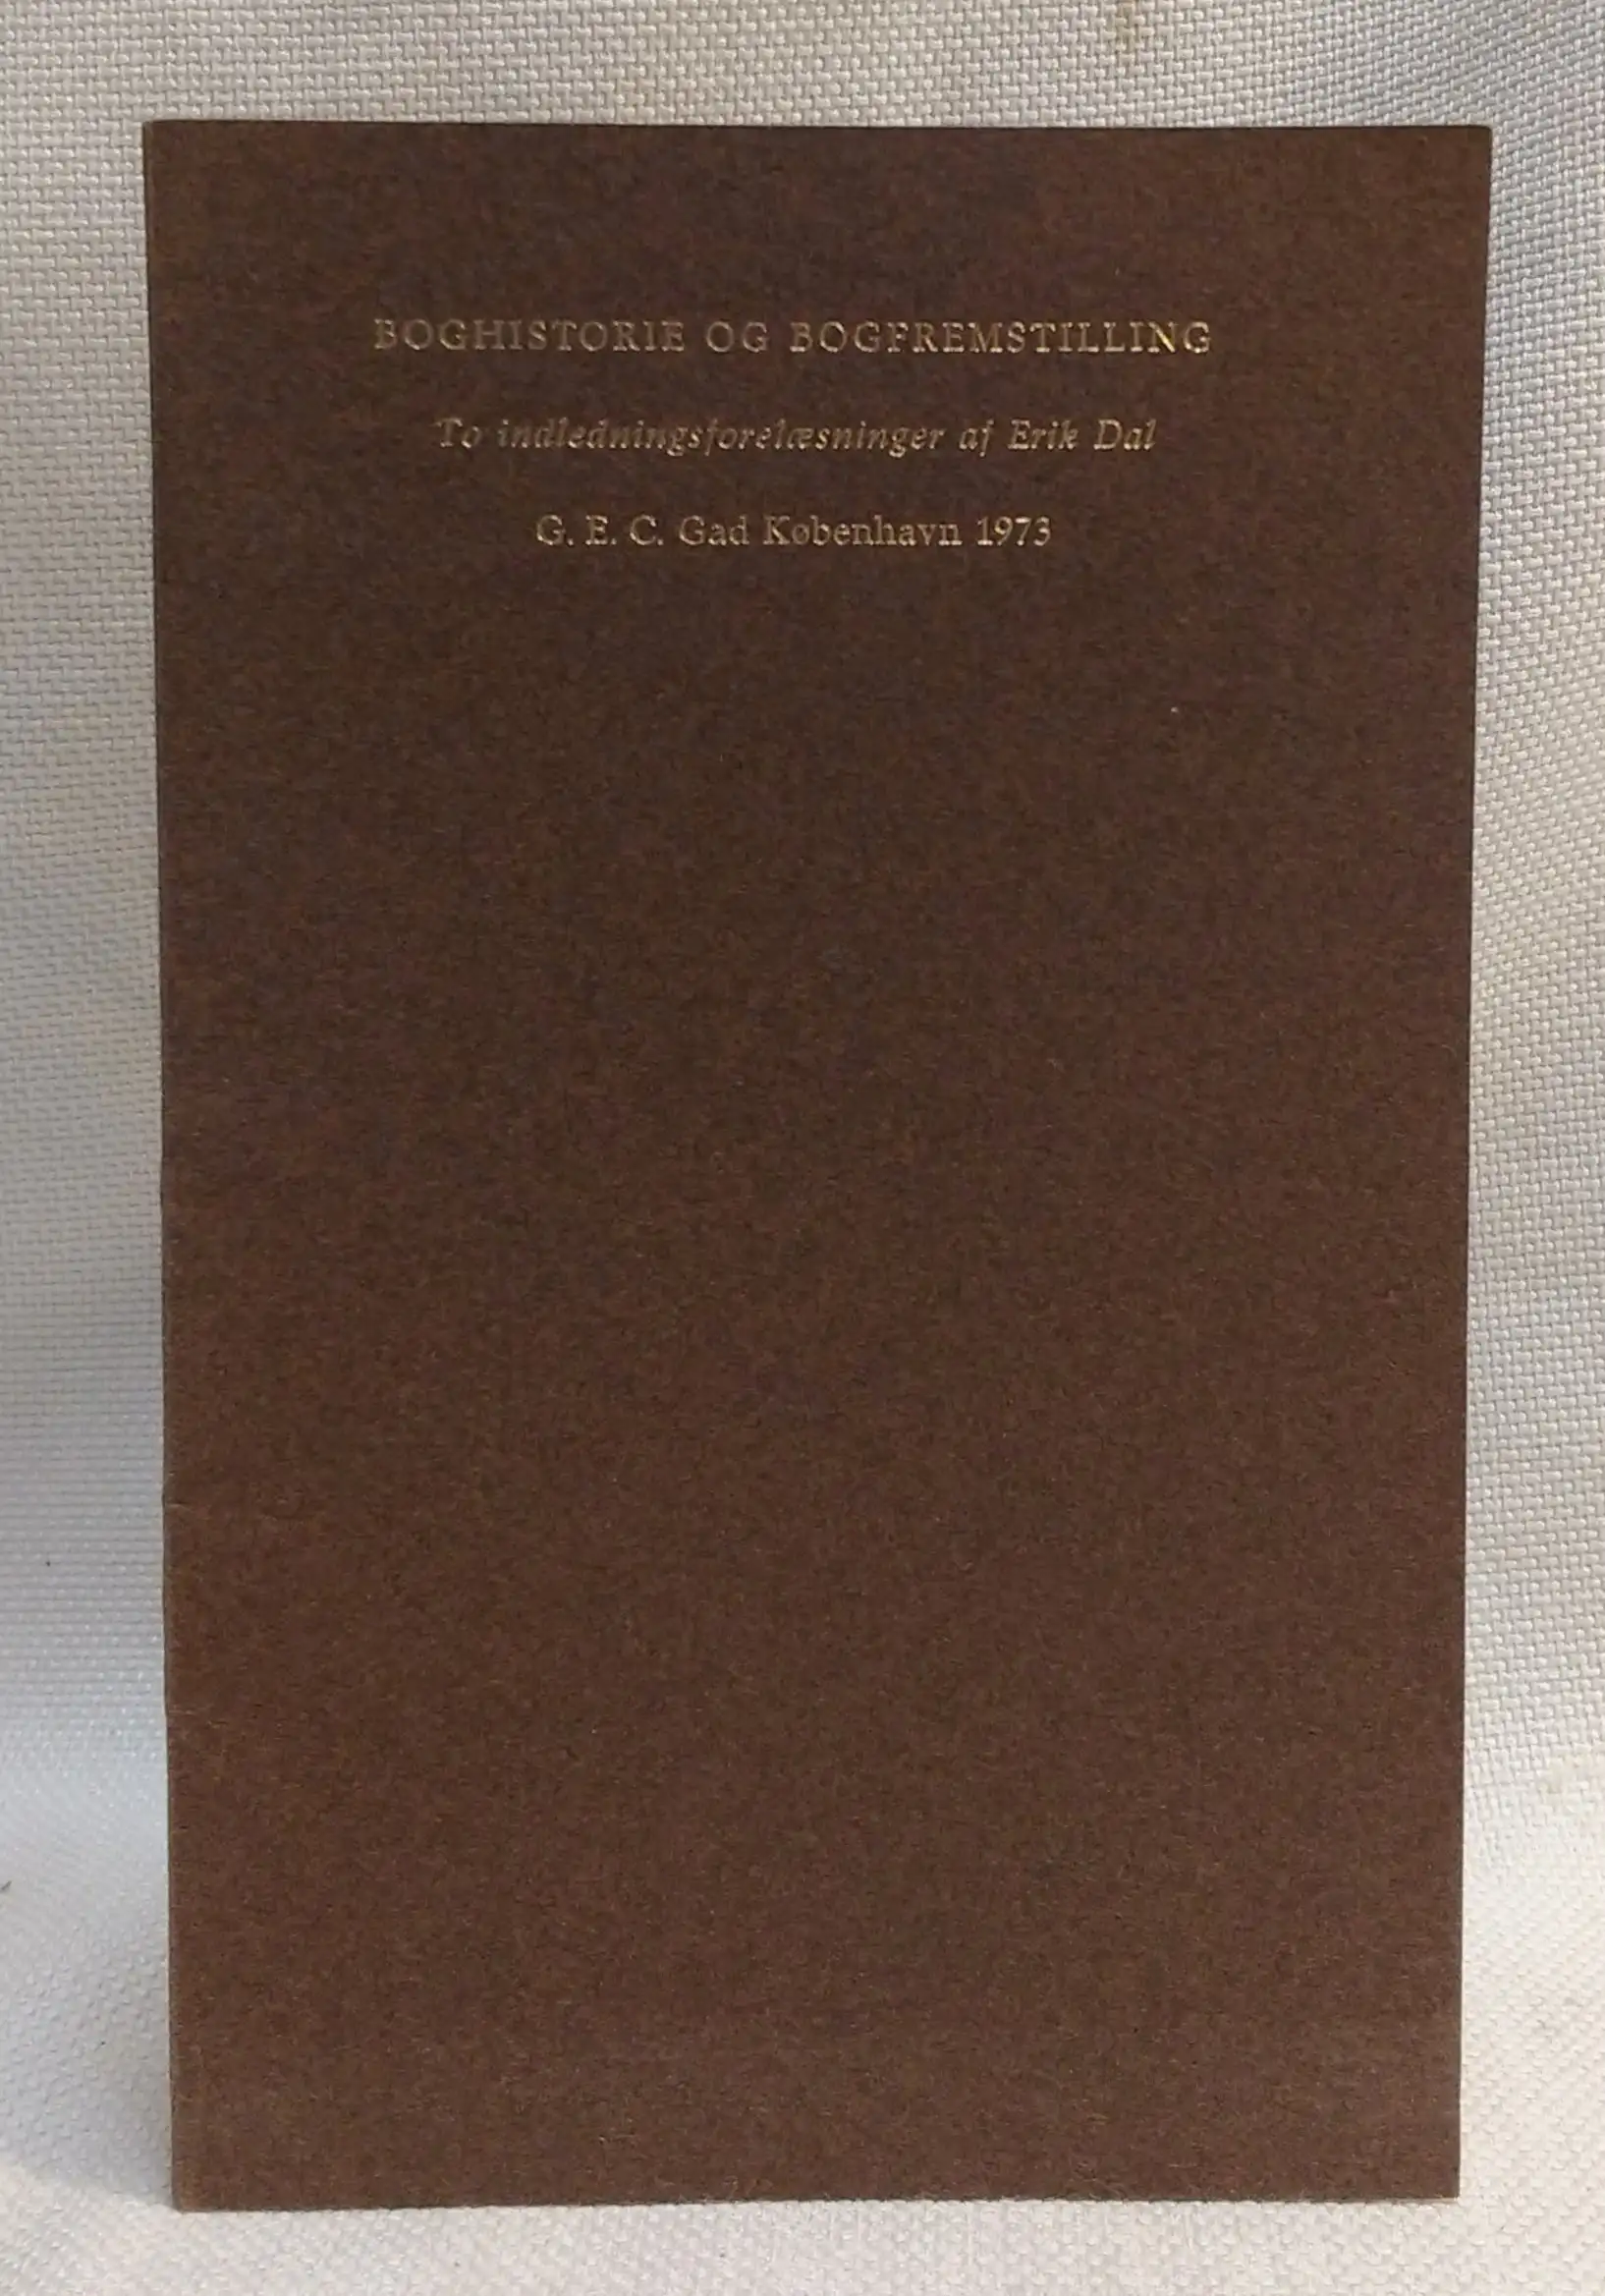 BOGHISTORIE OG BOGFREMSTILLING
To indledningsforelæsninger af Erik Dal
G. E. C. Gad København 1973